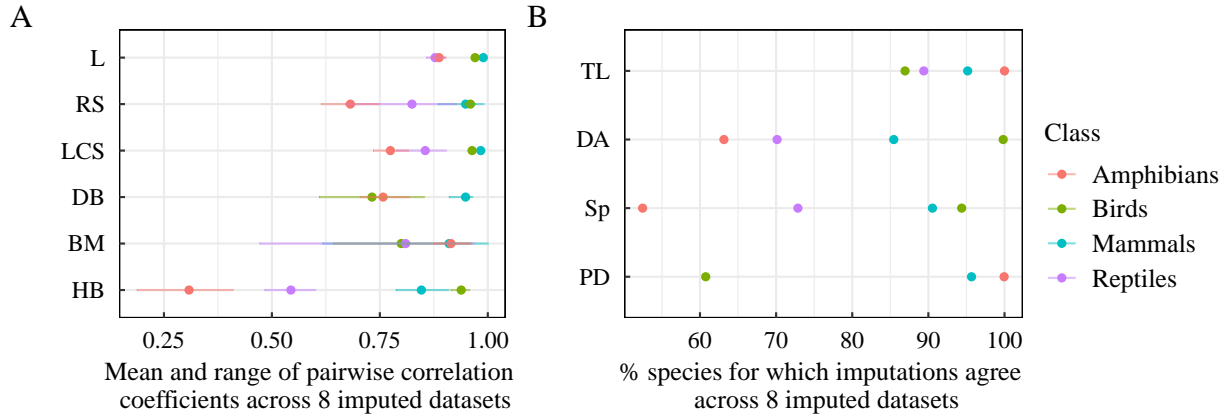 A
L
RS
LCS
DB
BM
HB
0.25 0.50 0.75 1.00
Mean and range of pairwise correlation
coefficients across 8 imputed datasets
B
TL
DA
Sp
PD
60 70 80 90 100
% species for which imputations agree
across 8 imputed datasets
Class
Amphibians
Birds
Mammals
Reptiles